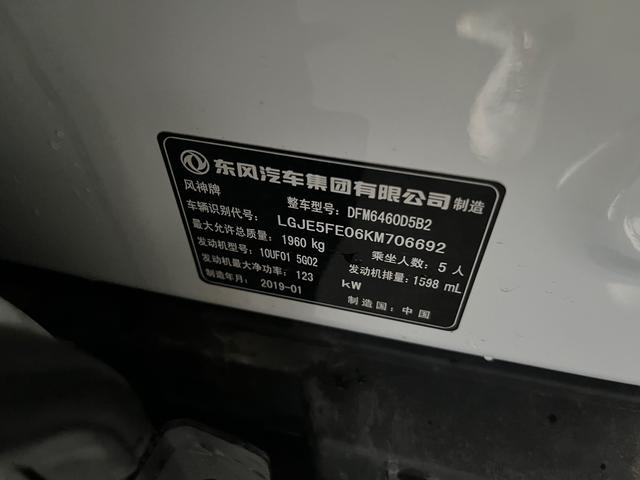 东风汽车集团有限公司 制造
风神牌 整车型号: DFM6460D5B2
车辆识别代号: LGJE5FE06KM706692
最大允许总质量: 1960 kg 乘坐人数: 5 人
发动机型号: 10UF01 5G02 发动机排量: 1598 mL
发动机最大净功率: 123 kW
制造年月: 2019-01 制造国: 中国